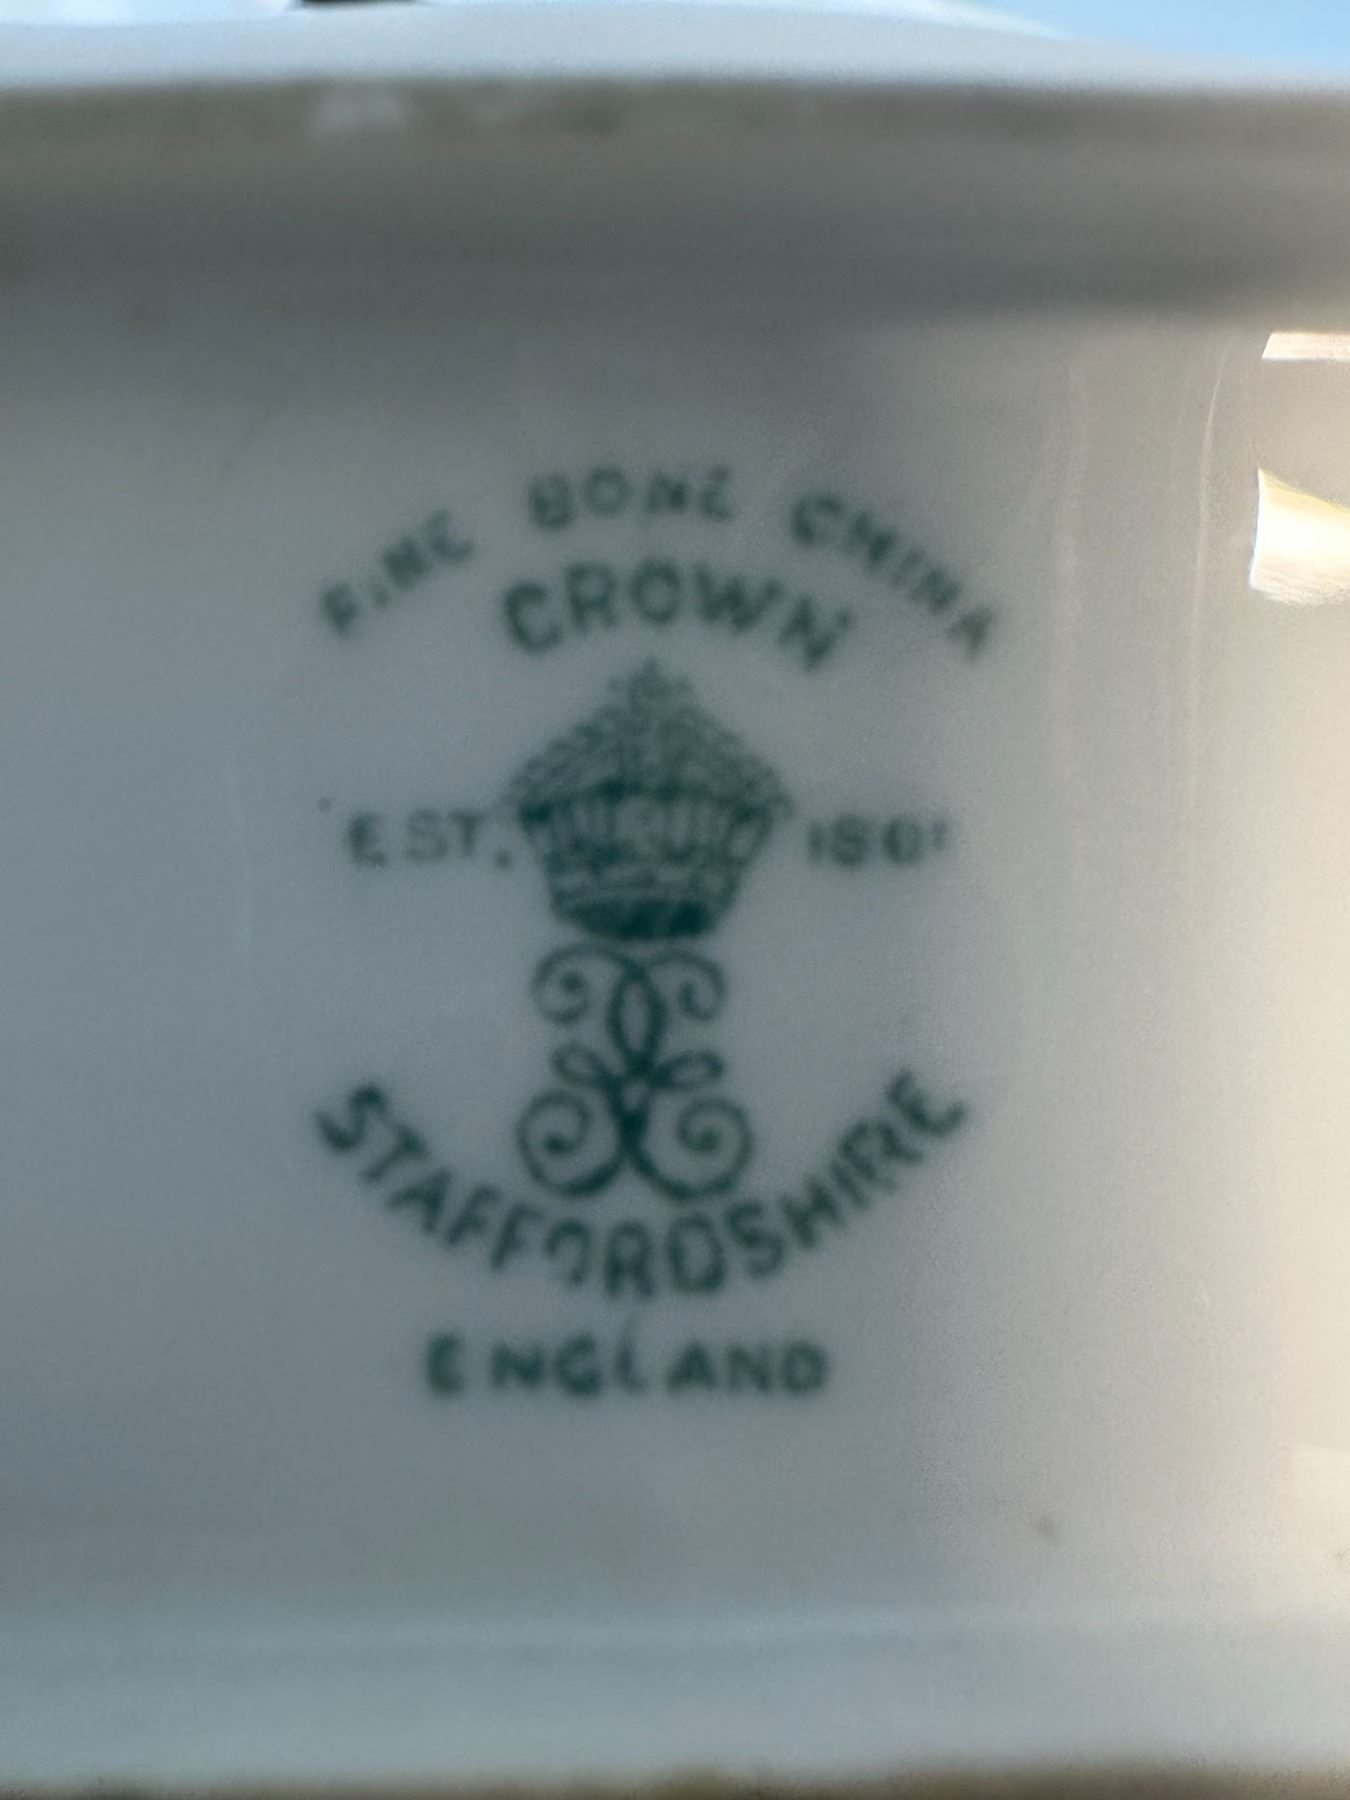 FINE BONE CHINA
CROWN
EST. 1801
STAFFORDSHIRE
ENGLAND